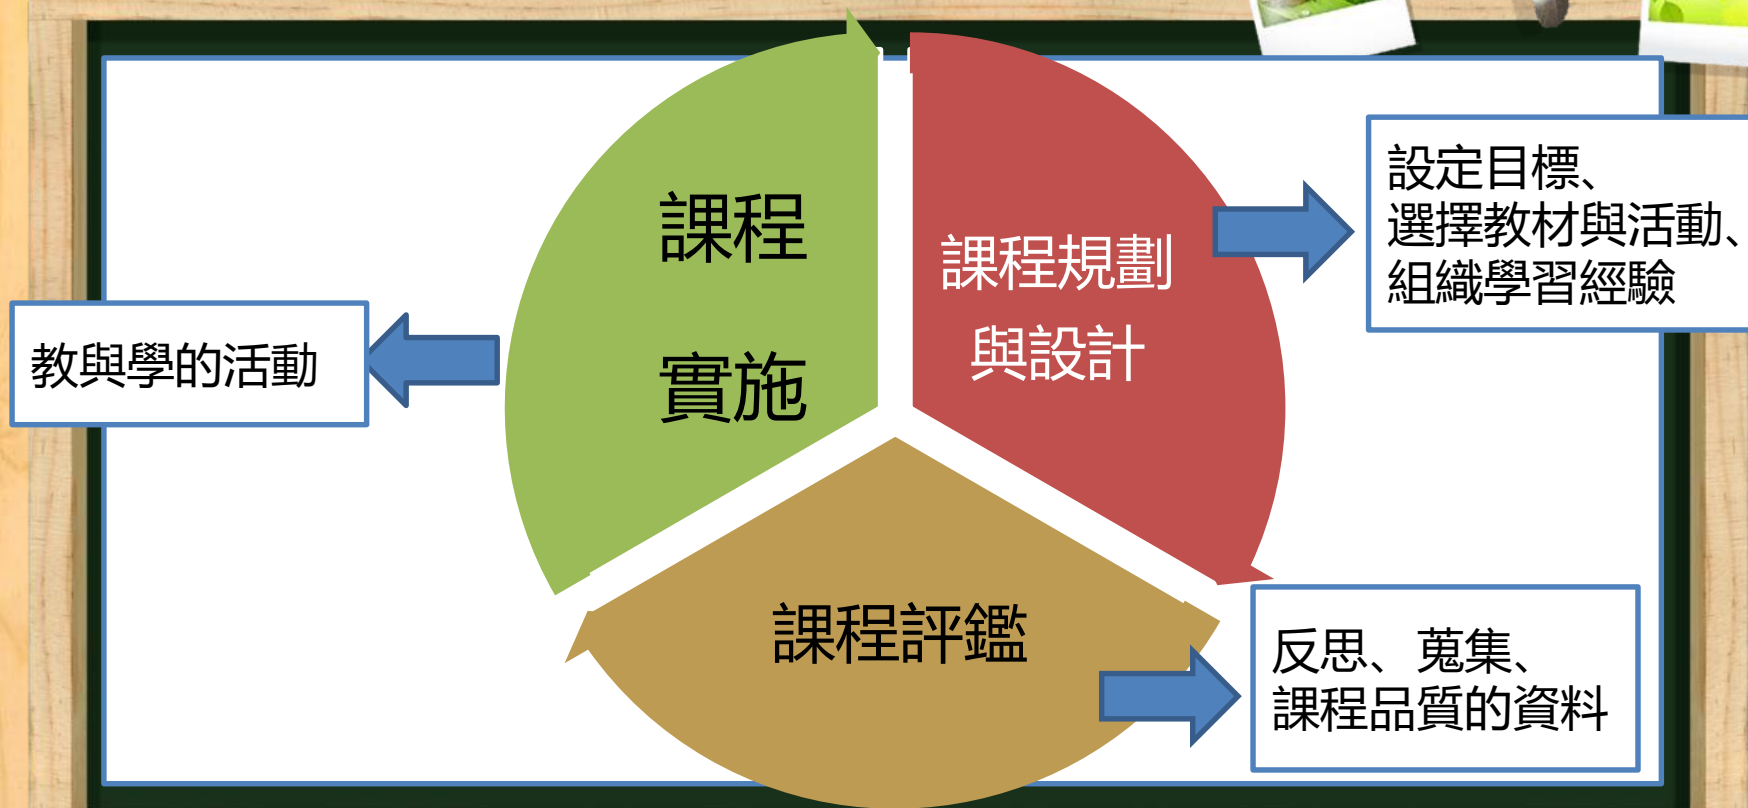 課程
實施
課程規劃
與設計
設定目標、
選擇教材與活動、
組織學習經驗
教與學的活動
課程評鑑
反思、蒐集、
課程品質的資料